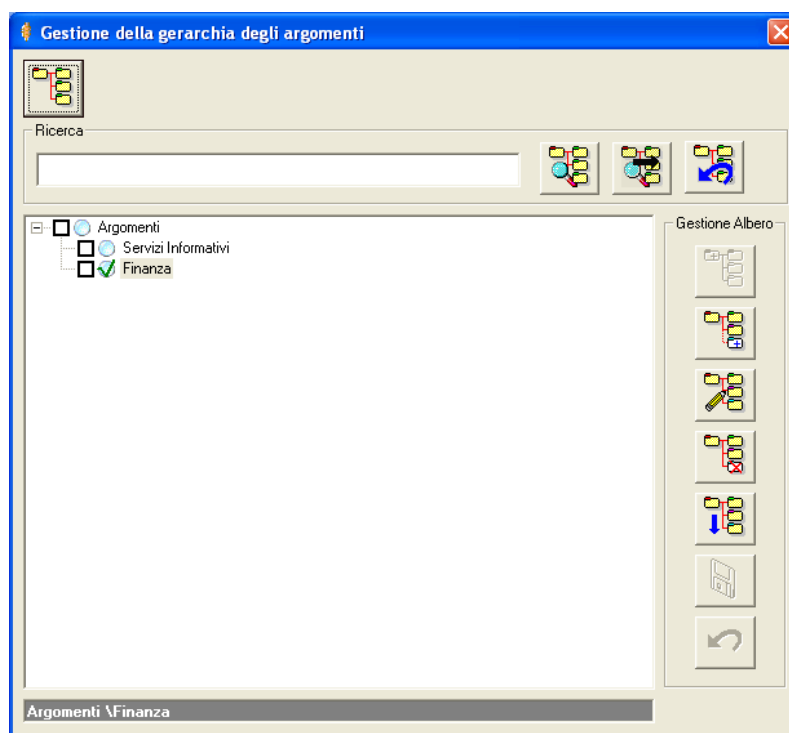 Gestione della gerarchia degli argomenti
Ricerca
Argomenti
Servizi Informativi
Finanza
Gestione Albero
Argomenti \Finanza